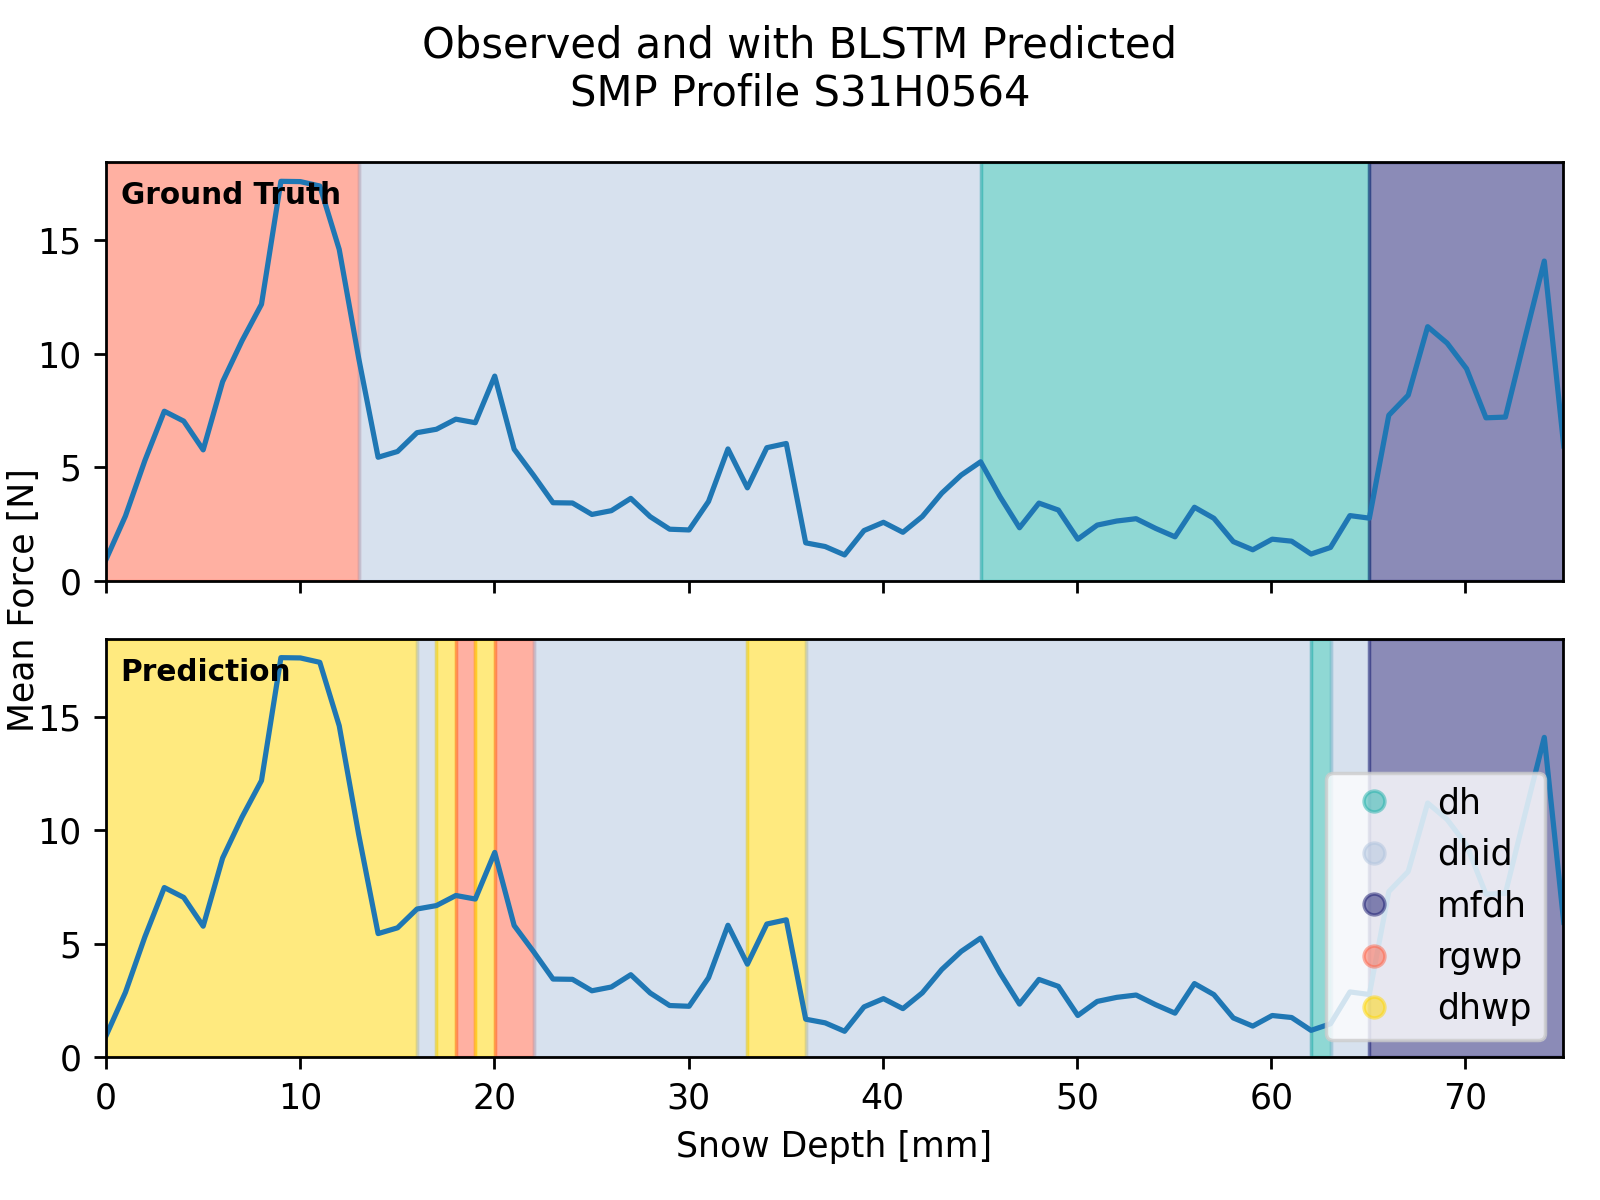 Observed and with BLSTM Predicted
SMP Profile S31H0564
Mean Force [N]
Ground Truth
15
10
5
0
Prediction
15
10
5
0
dh
dhid
mfdh
rgwp
dhwp
0 10 20 30 40 50 60 70
Snow Depth [mm]